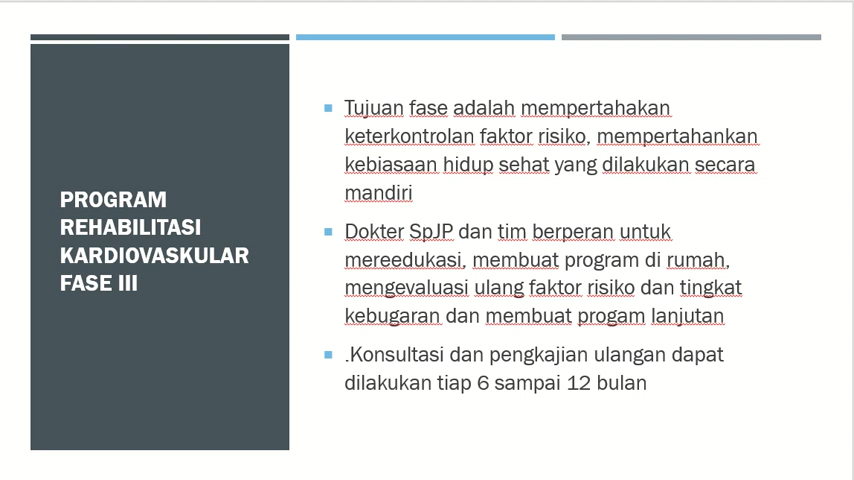 PROGRAM
REHABILITASI
KARDIOVASKULAR
FASE III
Tujuan fase adalah mempertahakan
keterkontrolan faktor risiko, mempertahankan
kebiasaan hidup sehat yang dilakukan secara
mandiri
Dokter SpJP dan tim berperan untuk
mereedukasi, membuat program di rumah,
mengevaluasi ulang faktor risiko dan tingkat
kebugaran dan membuat progam lanjutan
.Konsultasi dan pengkajian ulangan dapat
dilakukan tiap 6 sampai 12 bulan